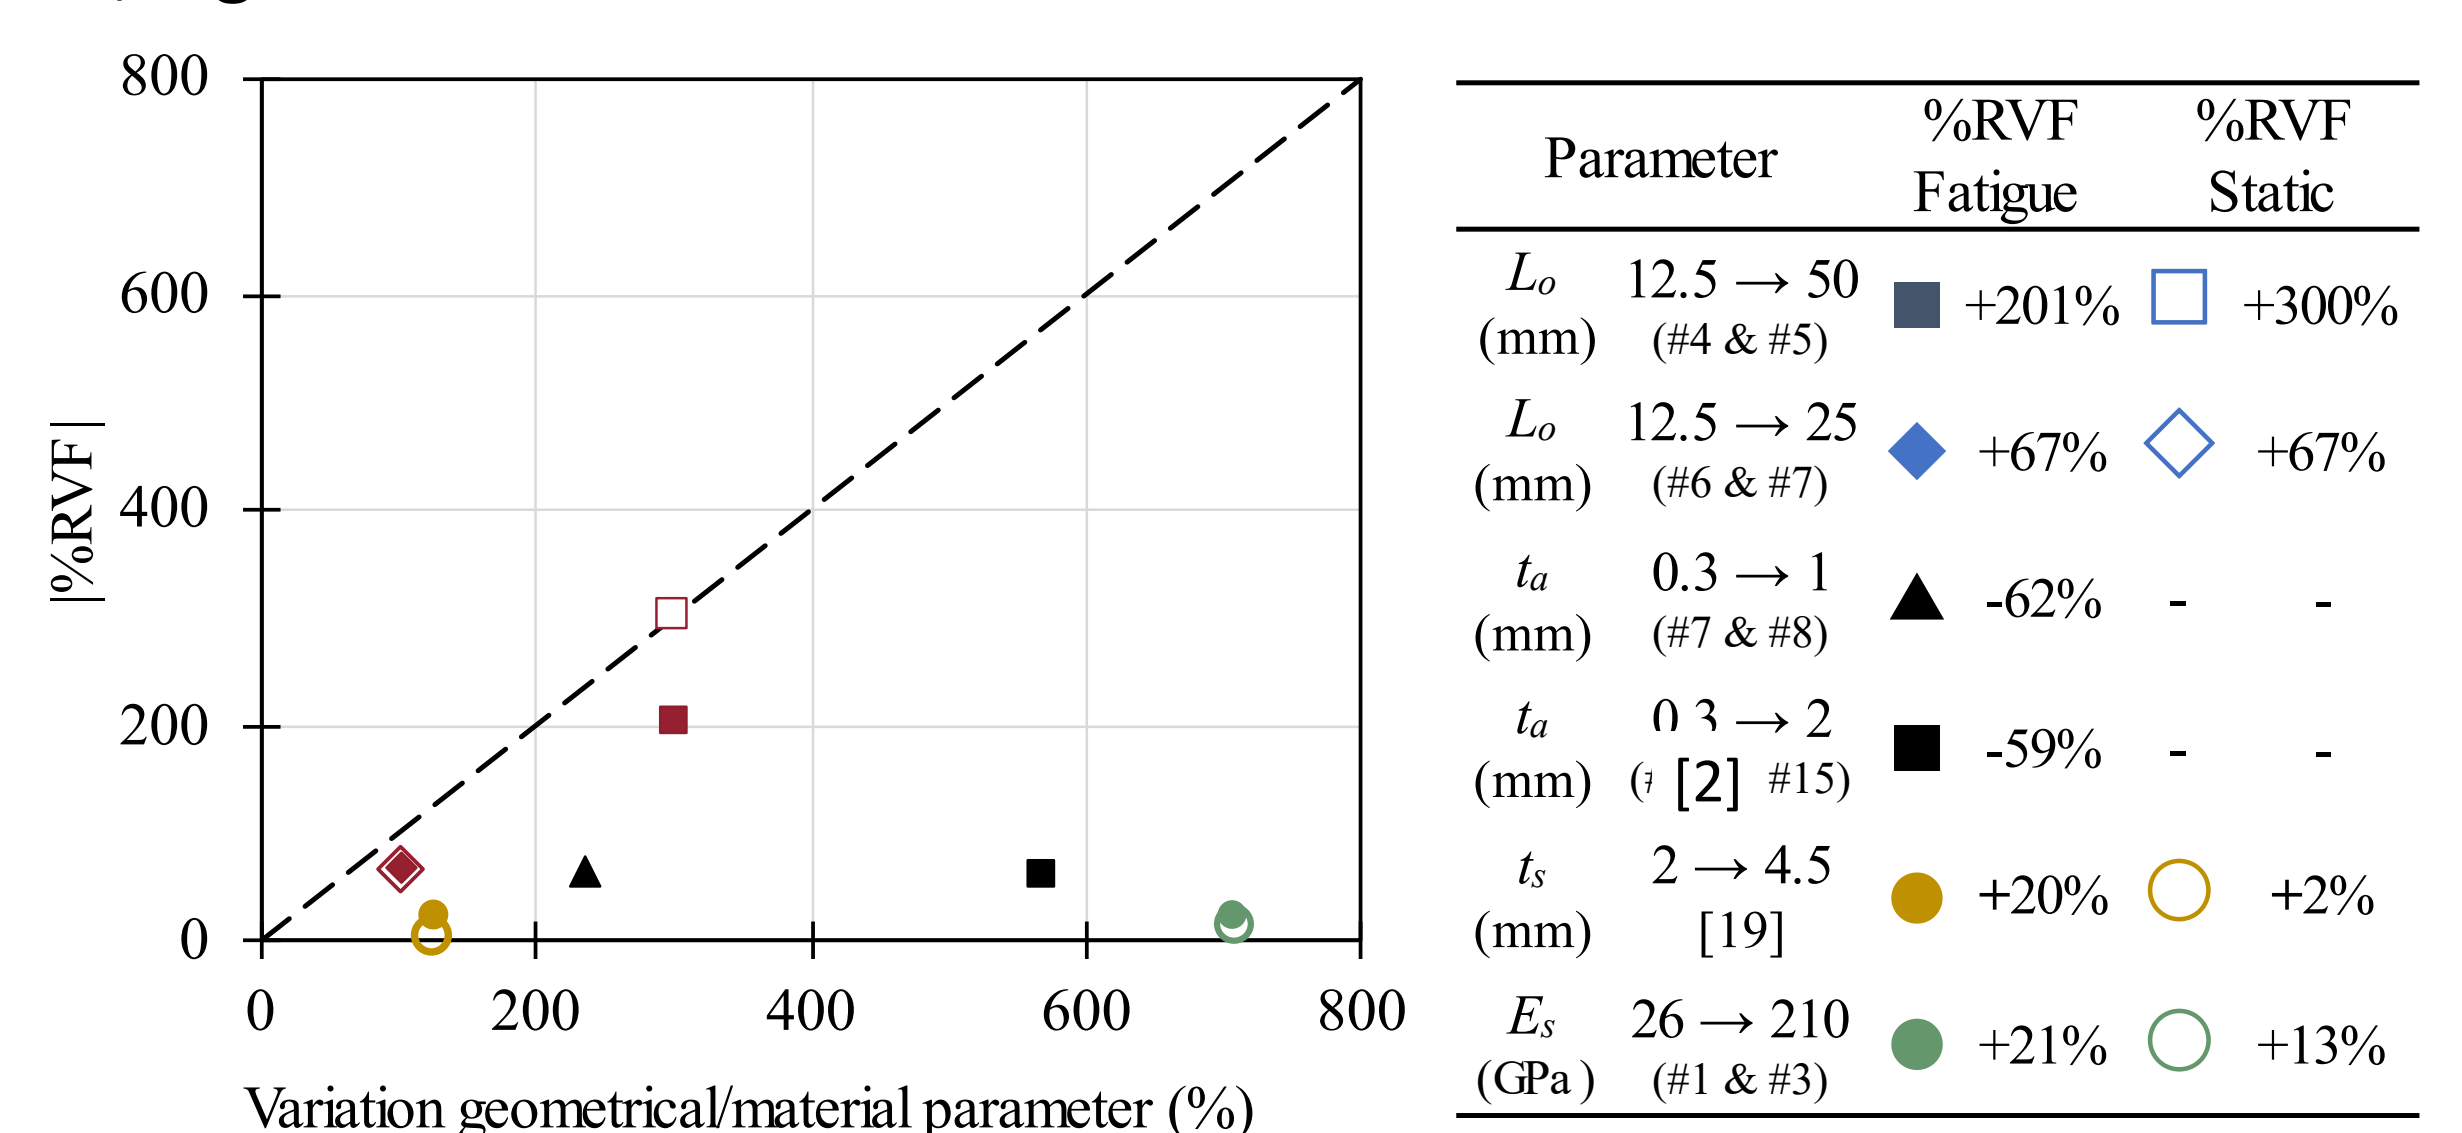 800
600
400
200
0
0 200 400 600 800
|%RVF|
Variation geometrical/material parameter (%)
Parameter %RVF Fatigue %RVF Static
Lo (mm) 12.5 → 50 (#4 & #5) +201% +300%
Lo (mm) 12.5 → 25 (#6 & #7) +67% +67%
ta (mm) 0.3 → 1 (#7 & #8) -62% - -
ta (mm) 0.3 → 2 [2] #15) -59% - -
ts (mm) 2 → 4.5 [19] +20% +2%
Es (GPa) 26 → 210 (#1 & #3) +21% +13%